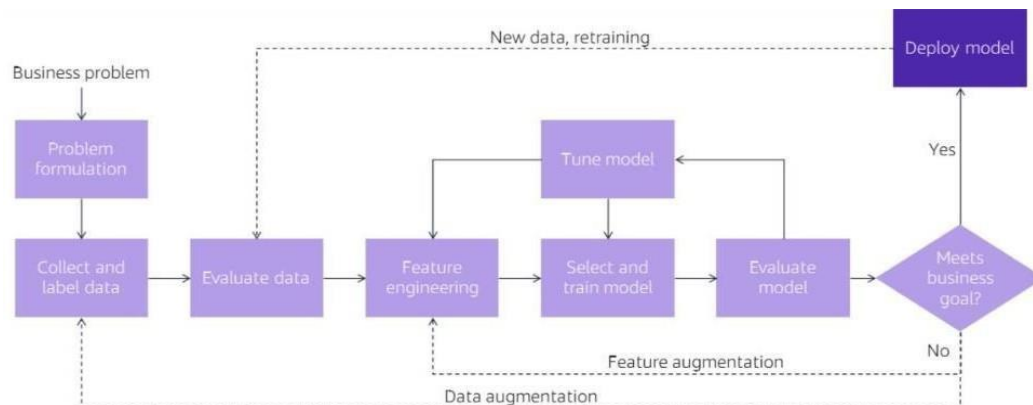 New data, retraining
Deploy model
Business problem
Problem
formulation
Tune model
Yes
Collect and
label data
Evaluate data
Feature
engineering
Select and
train model
Evaluate
model
Meets
business
goal?
No
Feature augmentation
Data augmentation